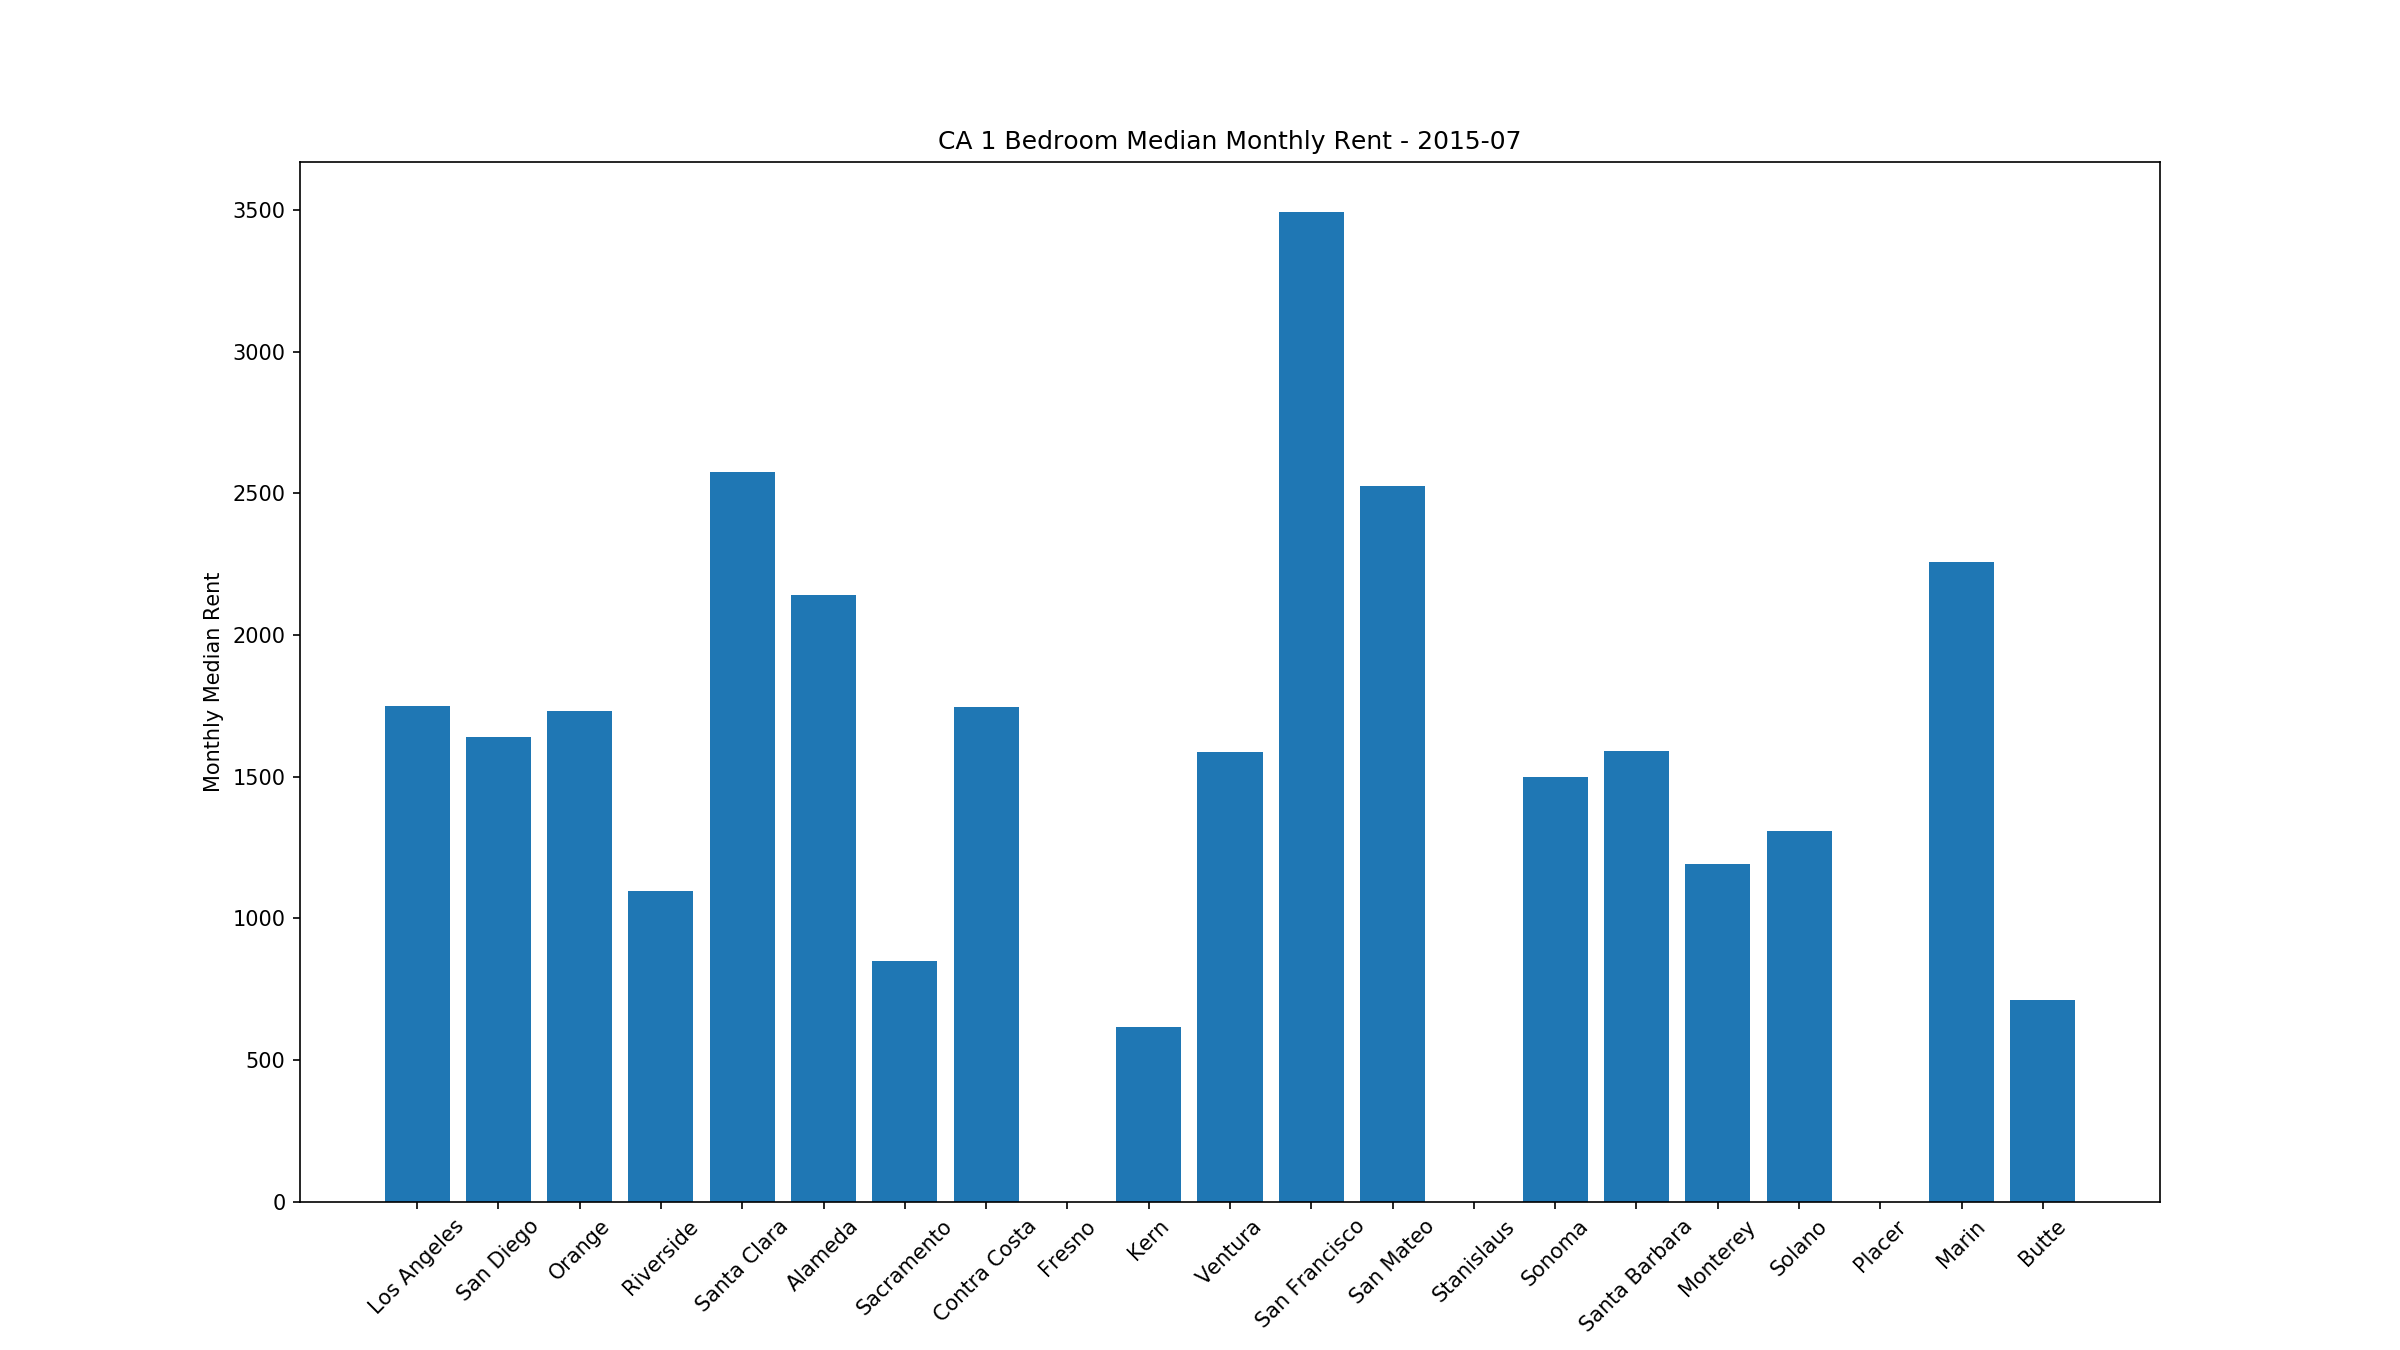 CA 1 Bedroom Median Monthly Rent - 2015-07
Monthly Median Rent
3500
3000
2500
2000
1500
1000
500
0
Los Angeles
San Diego
Orange
Riverside
Santa Clara
Alameda
Sacramento
Contra Costa
Fresno
Kern
Ventura
San Francisco
San Mateo
Stanislaus
Sonoma
Santa Barbara
Monterey
Solano
Placer
Marin
Butte